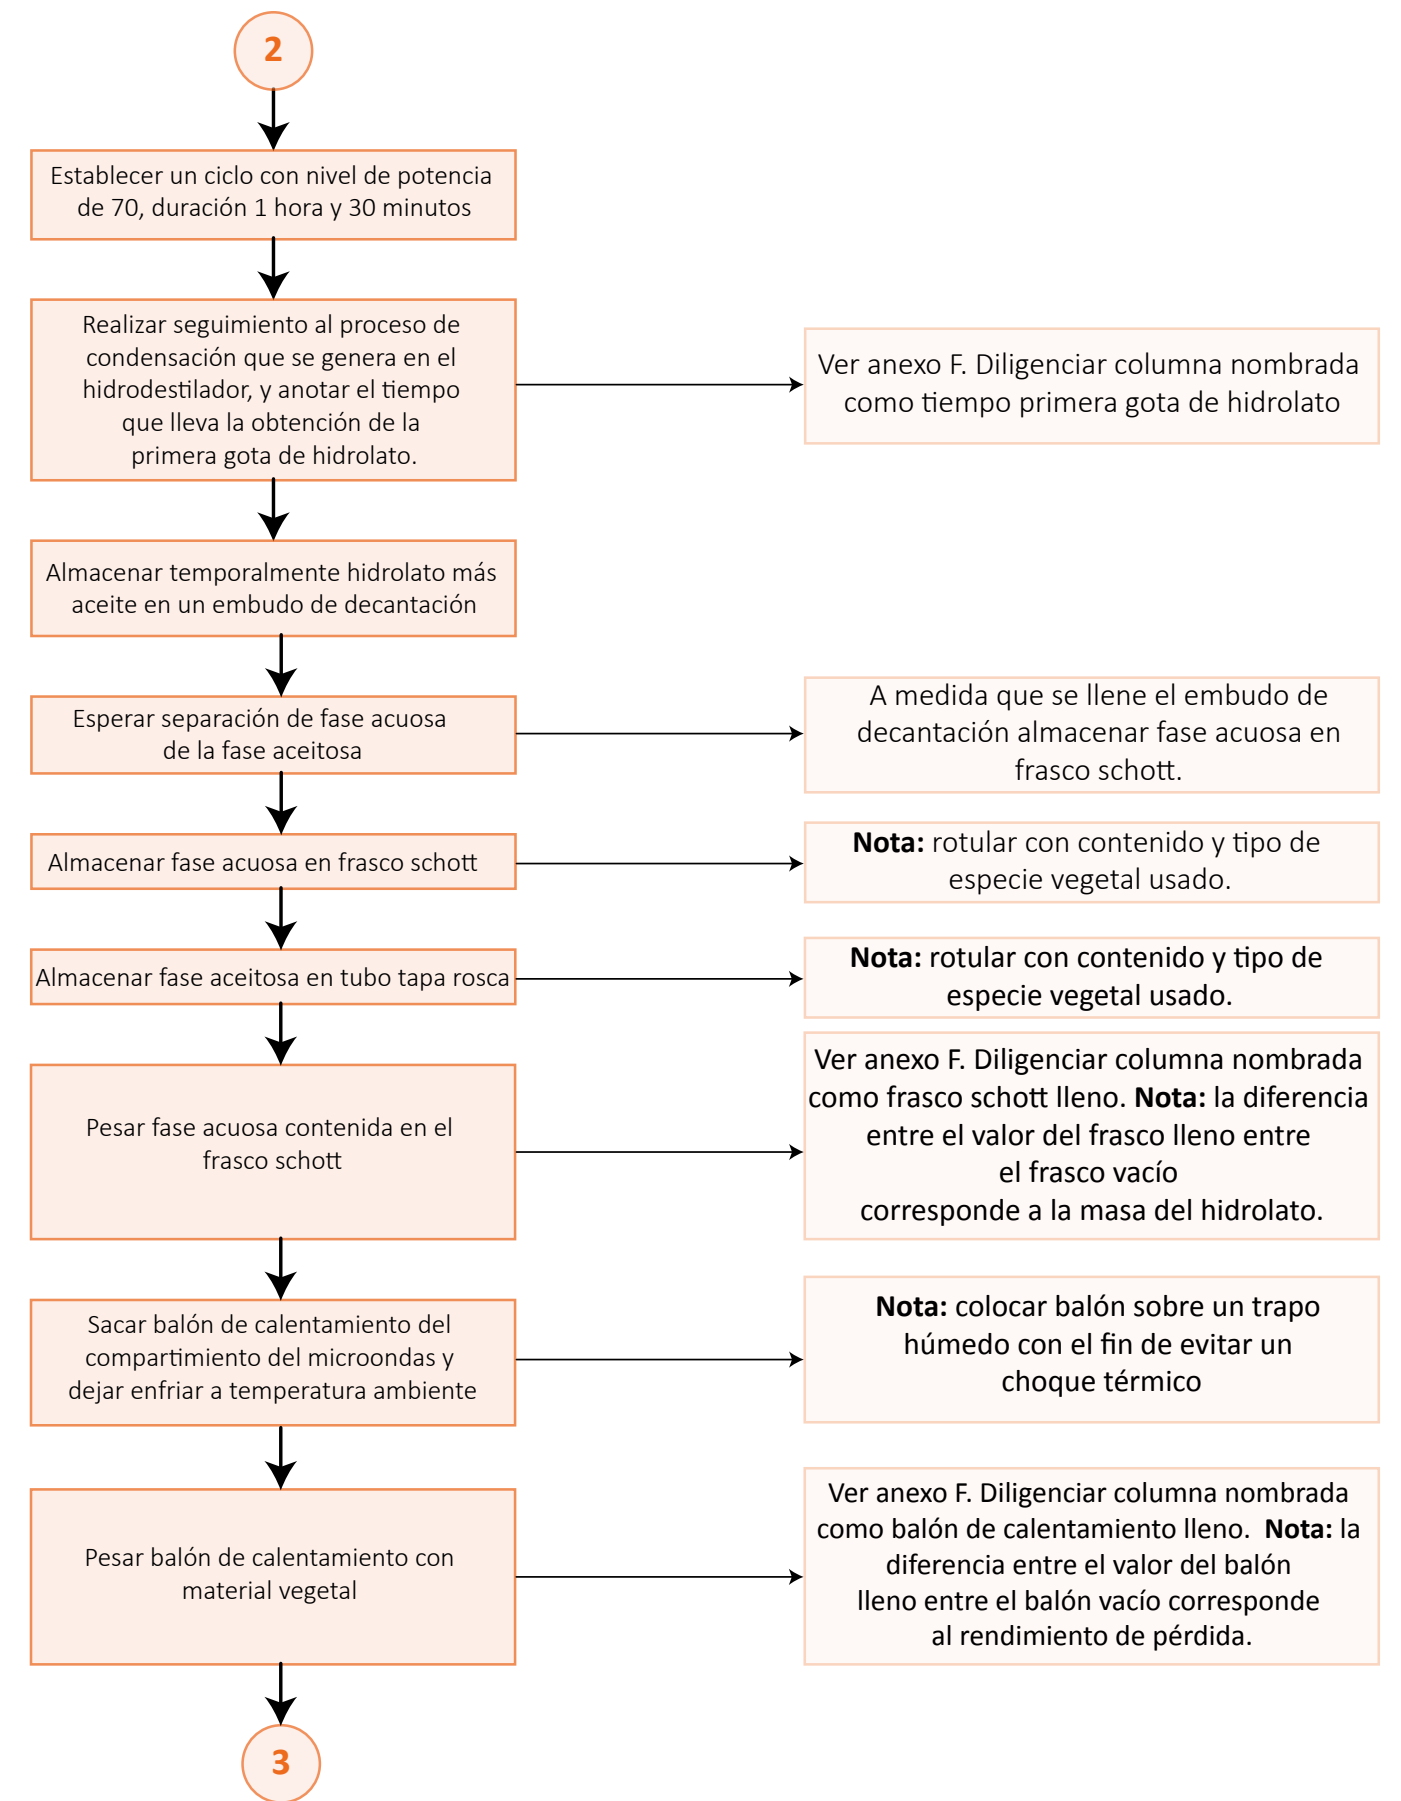 2
Establecer un ciclo con nivel de potencia
de 70, duración 1 hora y 30 minutos
Realizar seguimiento al proceso de
condensación que se genera en el
hidrodestilador, y anotar el tiempo
que lleva la obtención de la
primera gota de hidrolato.
Ver anexo F. Diligenciar columna nombrada
como tiempo primera gota de hidrolato
Almacenar temporalmente hidrolato más
aceite en un embudo de decantación
Esperar separación de fase acuosa
de la fase aceitosa
A medida que se llene el embudo de
decantación almacenar fase acuosa en
frasco schott.
Almacenar fase acuosa en frasco schott
Nota: rotular con contenido y tipo de
especie vegetal usado.
Almacenar fase aceitosa en tubo tapa rosca
Nota: rotular con contenido y tipo de
especie vegetal usado.
Pesar fase acuosa contenida en el
frasco schott
Ver anexo F. Diligenciar columna nombrada
como frasco schott lleno. Nota: la diferencia
entre el valor del frasco lleno entre
el frasco vacío
corresponde a la masa del hidrolato.
Sacar balón de calentamiento del
compartimiento del microondas y
dejar enfriar a temperatura ambiente
Nota: colocar balón sobre un trapo
húmedo con el fin de evitar un
choque térmico
Pesar balón de calentamiento con
material vegetal
Ver anexo F. Diligenciar columna nombrada
como balón de calentamiento lleno. Nota: la
diferencia entre el valor del balón
lleno entre el balón vacío corresponde
al rendimiento de pérdida.
3